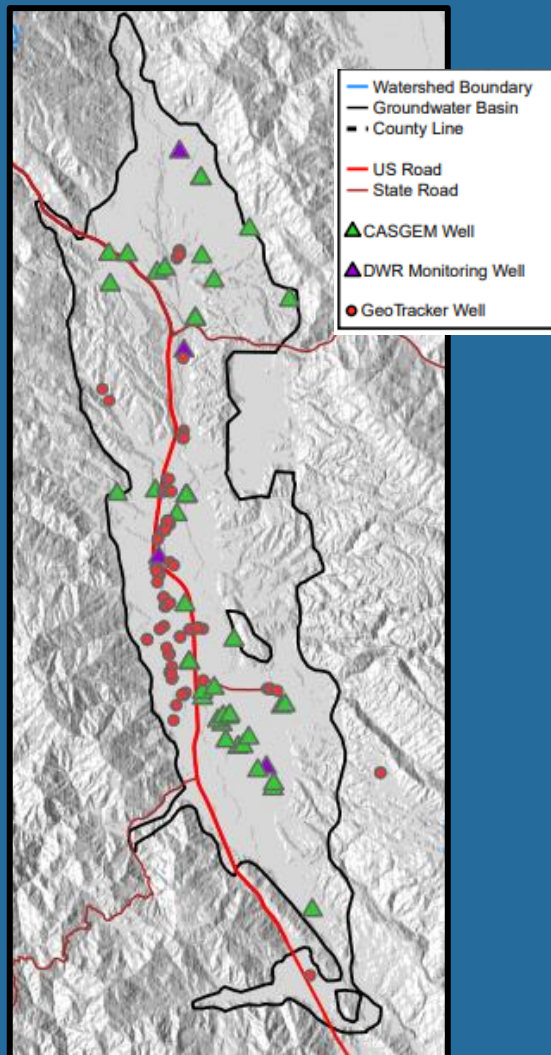 Watershed Boundary
Groundwater Basin
County Line
US Road
State Road
CASGEM Well
DWR Monitoring Well
GeoTracker Well